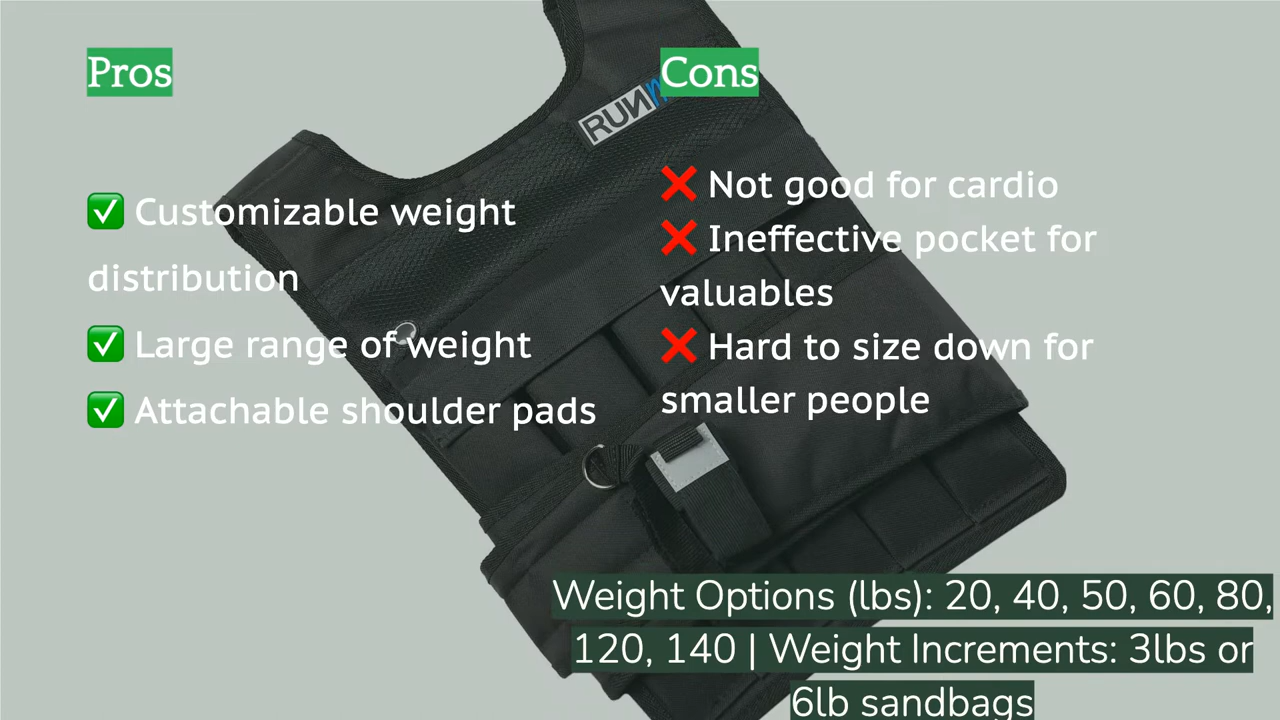 Pros
✅ Customizable weight
distribution
✅ Large range of weight
✅ Attachable shoulder pads
RUN
Cons
❌ Not good for cardio
❌ Ineffective pocket for
valuables
❌ Hard to size down for
smaller people
Weight Options (lbs): 20, 40, 50, 60, 80,
120, 140 | Weight Increments: 3lbs or
6lb sandbags